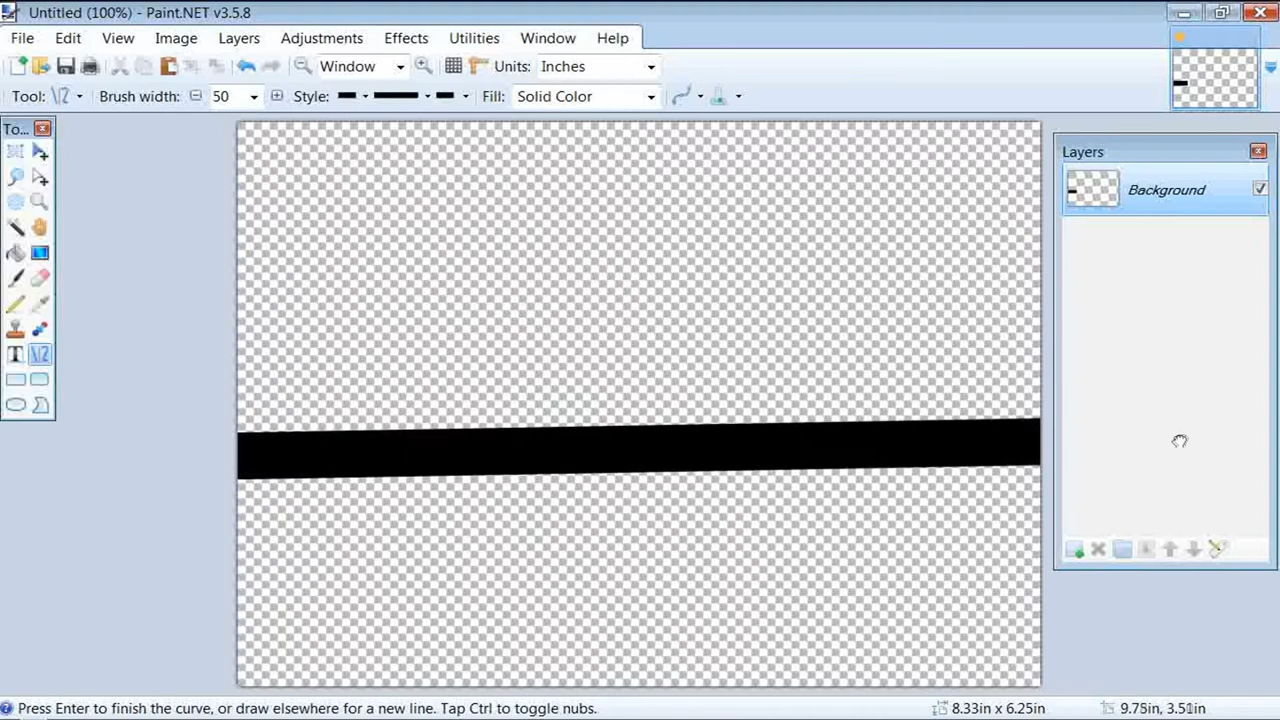 Untitled (100%) - Paint.NET v3.5.8
File Edit View Image Layers Adjustments Effects Utilities Window Help
Window Units: Inches
Tool: Brush width: 50 Style: Fill: Solid Color
To...
Layers
Background
T
Press Enter to finish the curve, or draw elsewhere for a new line. Tap Ctrl to toggle nubs. 8.33in x 6.25in 9.75in, 3.51in